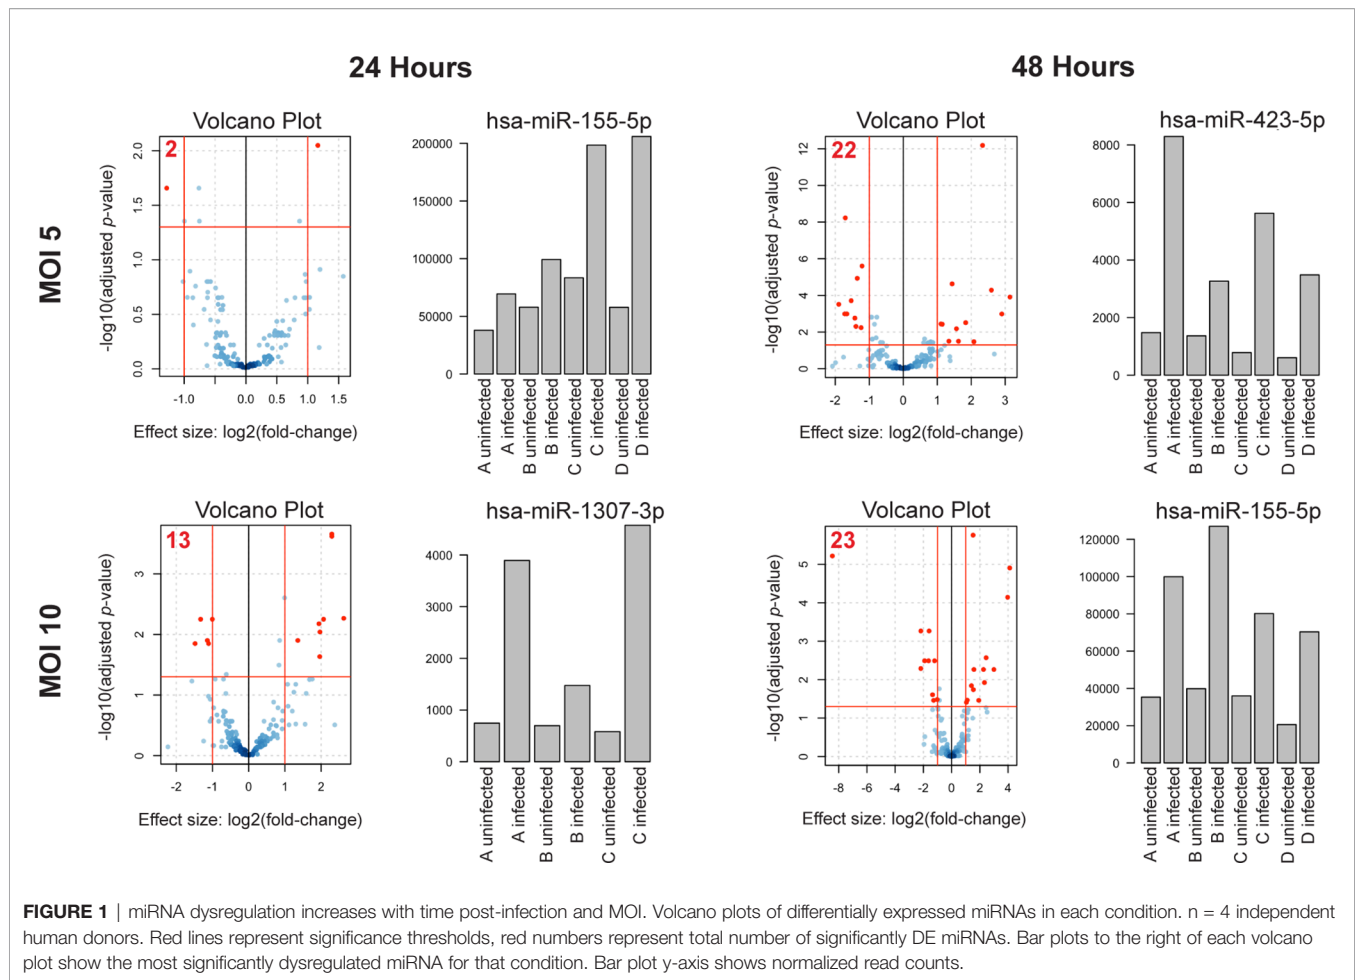 24 Hours
48 Hours
MOI 5
Volcano Plot
2
-log10(adjusted p-value)
2.0
1.5
1.0
0.5
0.0
-1.0
0.0
0.5
1.0
1.5
Effect size: log2(fold-change)
hsa-miR-155-5p
200000
150000
100000
50000
0
A uninfected
A infected
B uninfected
B infected
C uninfected
C infected
D uninfected
D infected
Volcano Plot
22
-log10(adjusted p-value)
12
10
8
6
4
2
0
-2
-1
0
1
2
3
Effect size: log2(fold-change)
hsa-miR-423-5p
8000
6000
4000
2000
0
A uninfected
A infected
B uninfected
B infected
C uninfected
C infected
D uninfected
D infected
MOI 10
Volcano Plot
13
-log10(adjusted p-value)
3
2
1
0
-2
-1
0
1
2
Effect size: log2(fold-change)
hsa-miR-1307-3p
4000
3000
2000
1000
0
A uninfected
A infected
B uninfected
B infected
C uninfected
C infected
Volcano Plot
23
-log10(adjusted p-value)
5
4
3
2
1
0
-8
-6
-4
-2
0
2
4
Effect size: log2(fold-change)
hsa-miR-155-5p
120000
100000
80000
60000
40000
20000
0
A uninfected
A infected
B uninfected
B infected
C uninfected
C infected
D uninfected
D infected
FIGURE 1 | miRNA dysregulation increases with time post-infection and MOI. Volcano plots of differentially expressed miRNAs in each condition. n = 4 independent
human donors. Red lines represent significance thresholds, red numbers represent total number of significantly DE miRNAs. Bar plots to the right of each volcano
plot show the most significantly dysregulated miRNA for that condition. Bar plot y-axis shows normalized read counts.